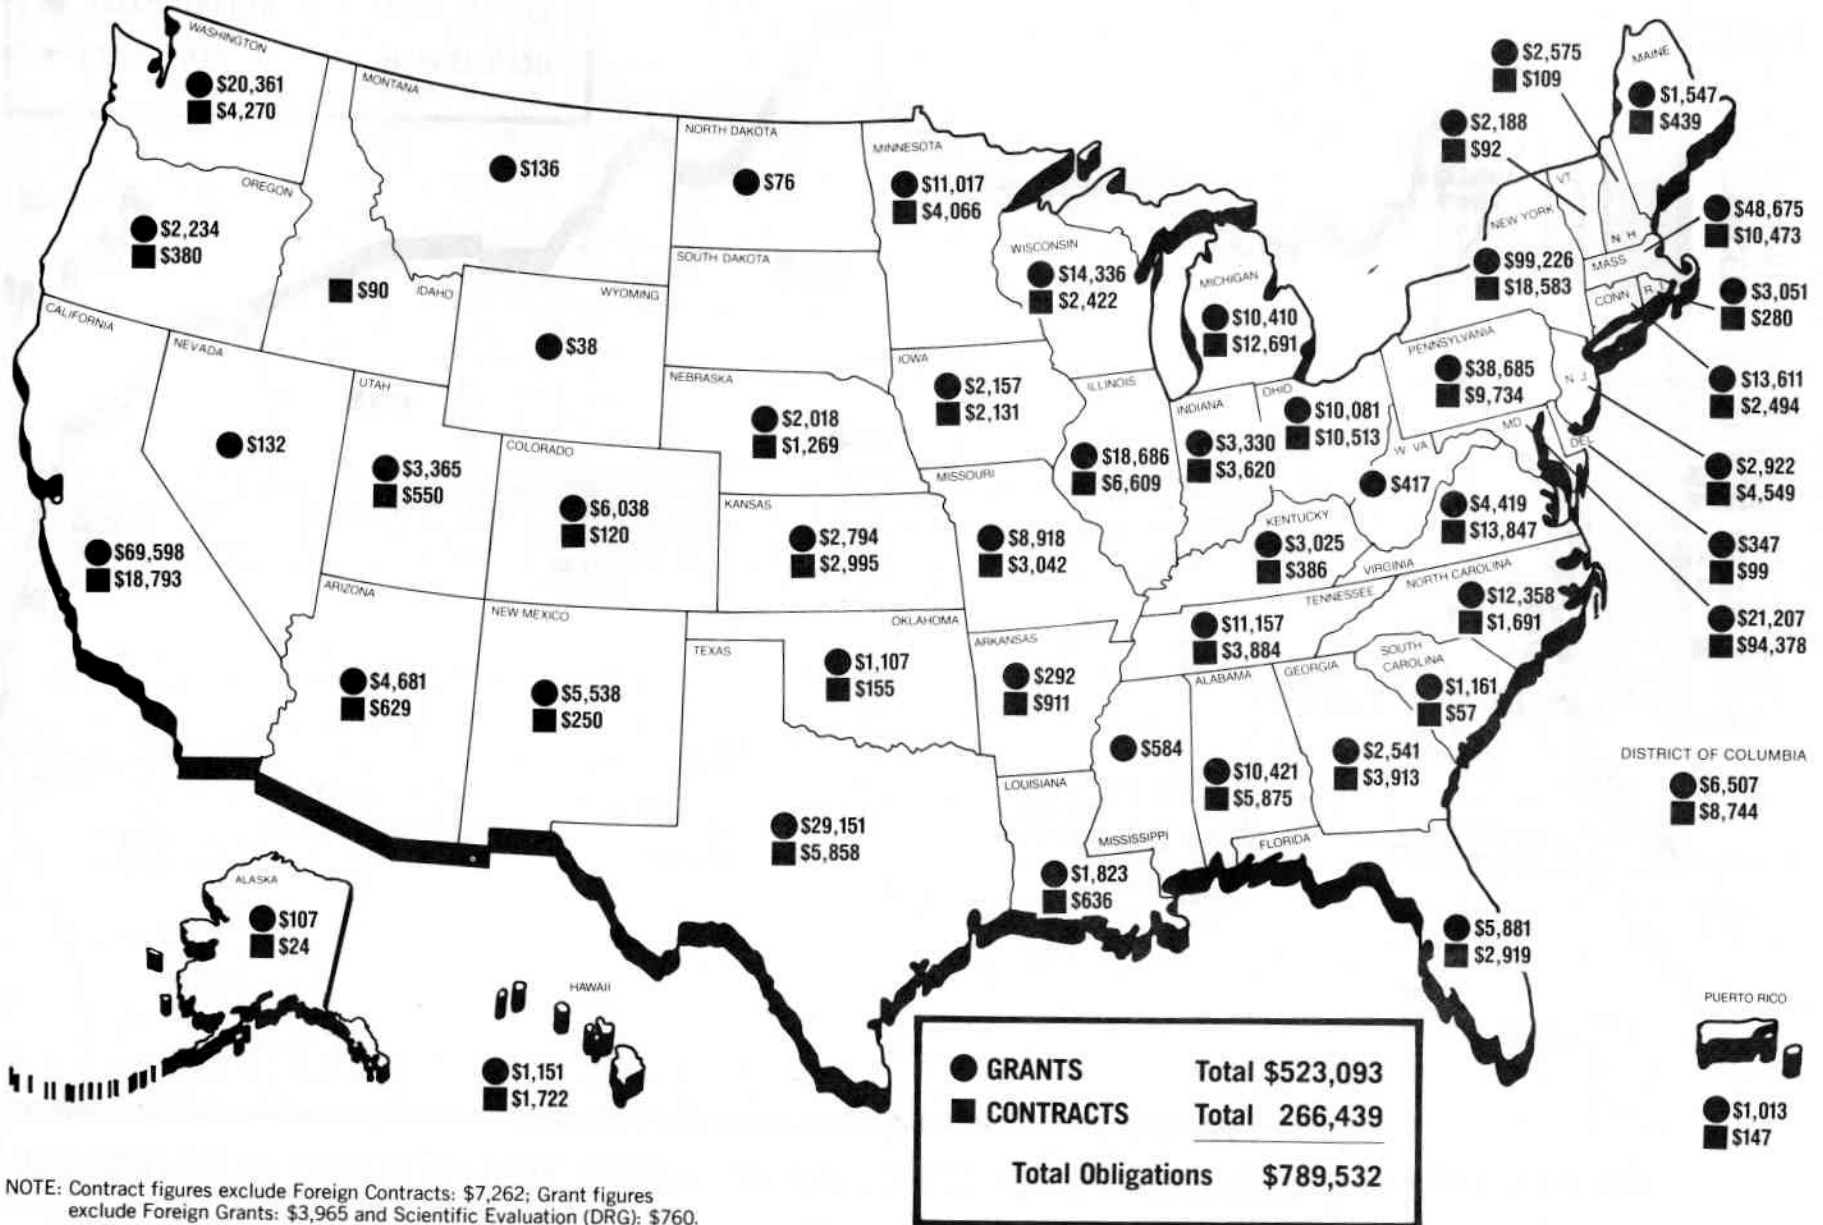 WASHINGTON
$20,361
$4,270
MONTANA
$136
NORTH DAKOTA
$76
MINNESOTA
$11,017
$4,066
$2,575
$109
MAINE
$1,547
$439
$2,188
$92
OREGON
$2,234
$380
$90
IDAHO
WYOMING
$38
SOUTH DAKOTA
WISCONSIN
$14,336
$2,422
MICHIGAN
$10,410
$12,691
VT.
NEW YORK
$99,226
$18,583
N H
MASS
$48,675
$10,473
CONN
R I
$3,051
$280
CALIFORNIA
$69,598
$18,793
NEVADA
$132
UTAH
$3,365
$550
COLORADO
$6,038
$120
NEBRASKA
$2,018
$1,269
IOWA
$2,157
$2,131
ILLINOIS
$18,686
$6,609
INDIANA
$3,330
$3,620
OHIO
$10,081
$10,513
PENNSYLVANIA
$38,685
$9,734
N J
$13,611
$2,494
MD
DEL
W VA
$417
$2,922
$4,549
KANSAS
$2,794
$2,995
MISSOURI
$8,918
$3,042
KENTUCKY
$3,025
$386
$4,419
$13,847
VIRGINIA
$347
$99
ARIZONA
$4,681
$629
NEW MEXICO
$5,538
$250
OKLAHOMA
$1,107
$155
TEXAS
$29,151
$5,858
ARKANSAS
$292
$911
TENNESSEE
$11,157
$3,884
NORTH CAROLINA
$12,358
$1,691
$21,207
$94,378
SOUTH
CAROLINA
$1,161
$57
ALABAMA
$10,421
$5,875
GEORGIA
$2,541
$3,913
$584
MISSISSIPPI
LOUISIANA
$1,823
$636
FLORIDA
$5,881
$2,919
DISTRICT OF COLUMBIA
$6,507
$8,744
ALASKA
$107
$24
HAWAII
$1,151
$1,722
PUERTO RICO
$1,013
$147
GRANTS Total $523,093
CONTRACTS Total 266,439
Total Obligations $789,532
NOTE: Contract figures exclude Foreign Contracts: $7,262; Grant figures
exclude Foreign Grants: $3,965 and Scientific Evaluation (DRG): $760.